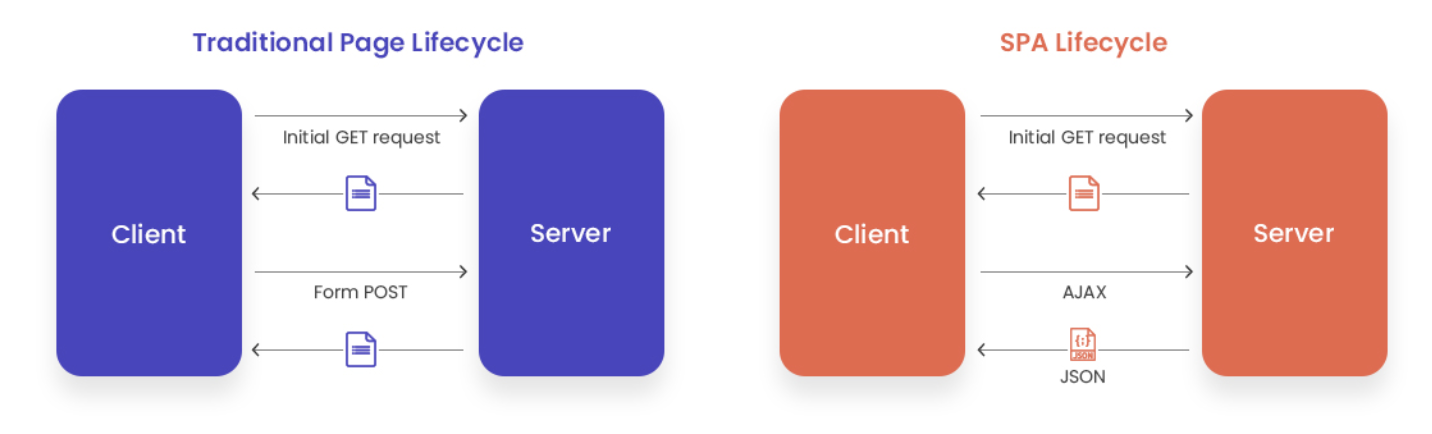 Traditional Page Lifecycle
Client
Initial GET request
Form POST
Server
SPA Lifecycle
Client
Initial GET request
AJAX
{;}
JSON
JSON
Server